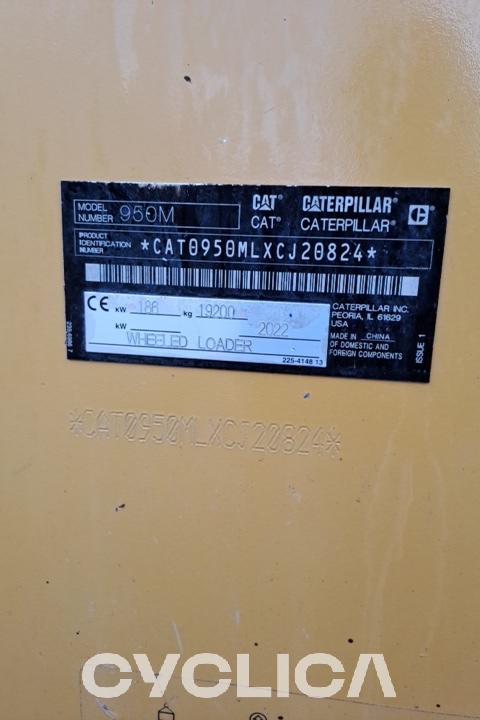 MODEL NUMBER 950M
CAT CATERPILLAR
CAT® CATERPILLAR®
PRODUCT IDENTIFICATION NUMBER *CAT0950MLXCJ20824*
CE kW 186 kg 19200
kW 2022
WHEELED LOADER
225-4148 13
CATERPILLAR INC.
PEORIA, IL 61629
USA
MADE IN CHINA
OF DOMESTIC AND
FOREIGN COMPONENTS
ISSUE 1
*CAT0950MLXCJ20824*
CYCLICA